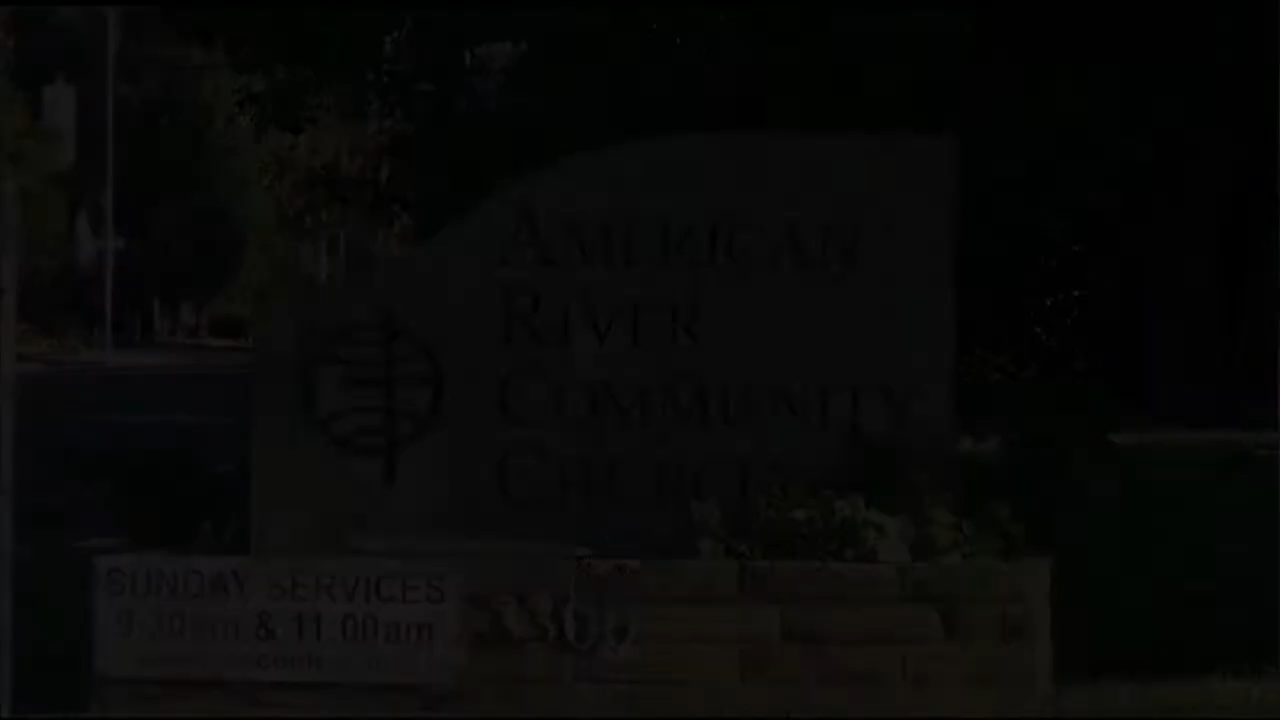 AMERICAN
RIVER
COMMUNITY
CHURCH
SUNDAY SERVICES
& 11:00am